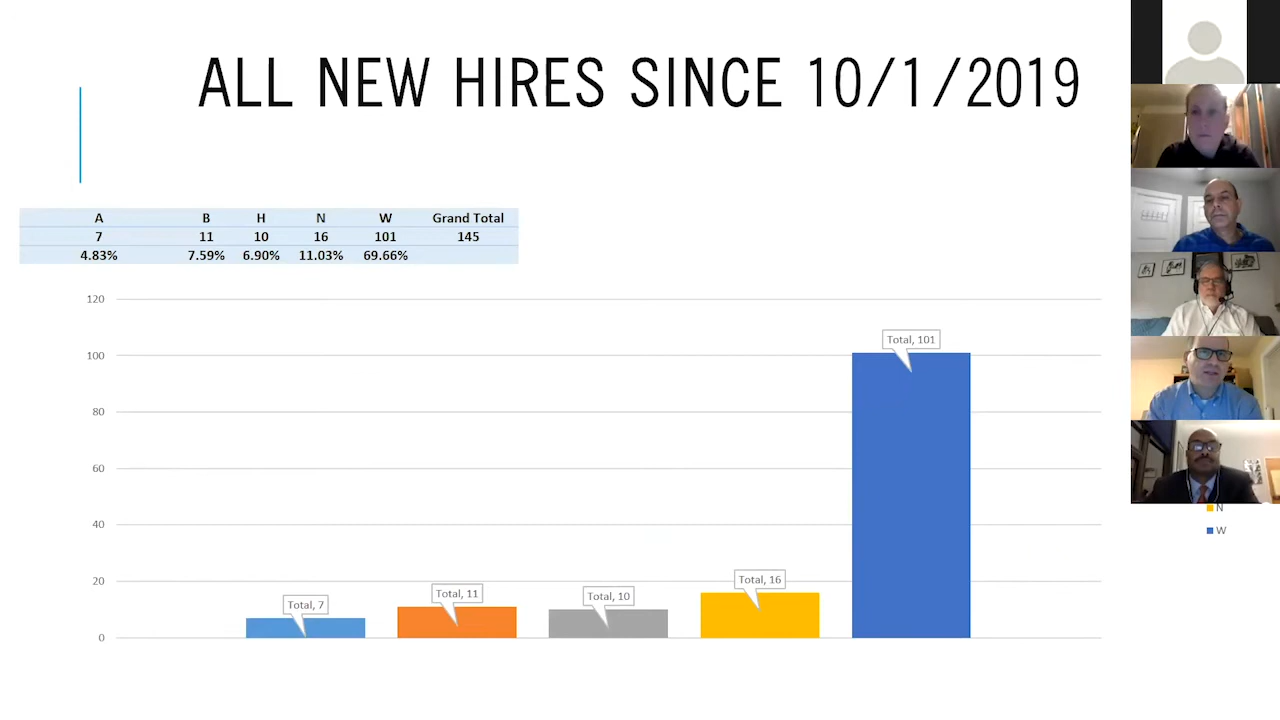 ALL NEW HIRES SINCE 10/1/2019
A B H N W Grand Total
7 11 10 16 101 145
4.83% 7.59% 6.90% 11.03% 69.66%
120
100
80
60
40
20
0
Total, 7
Total, 11
Total, 10
Total, 16
Total, 101
N
W